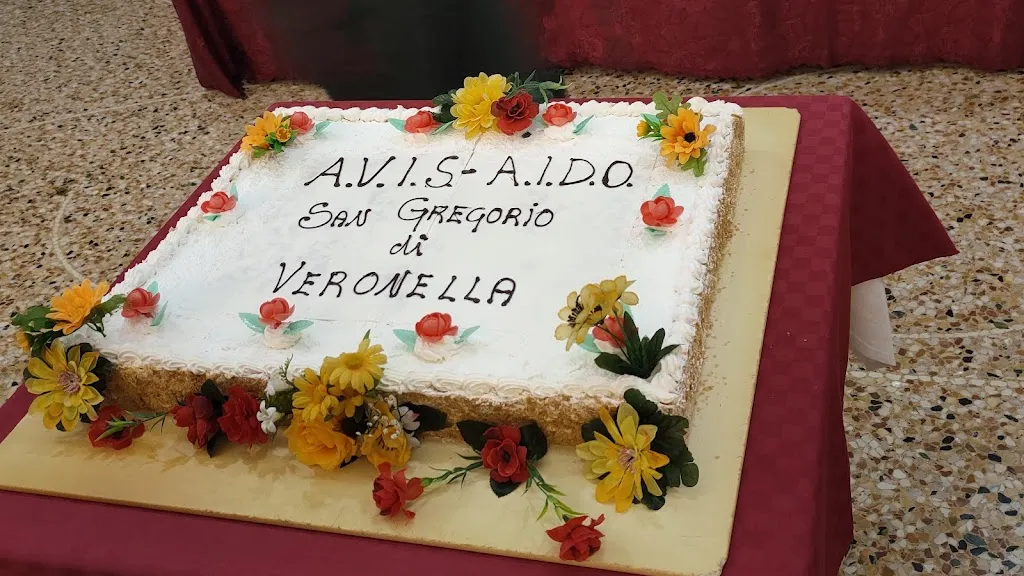 A.V.I.S - A.I.D.O.
SAN GREGORIO
di
VERONELLA